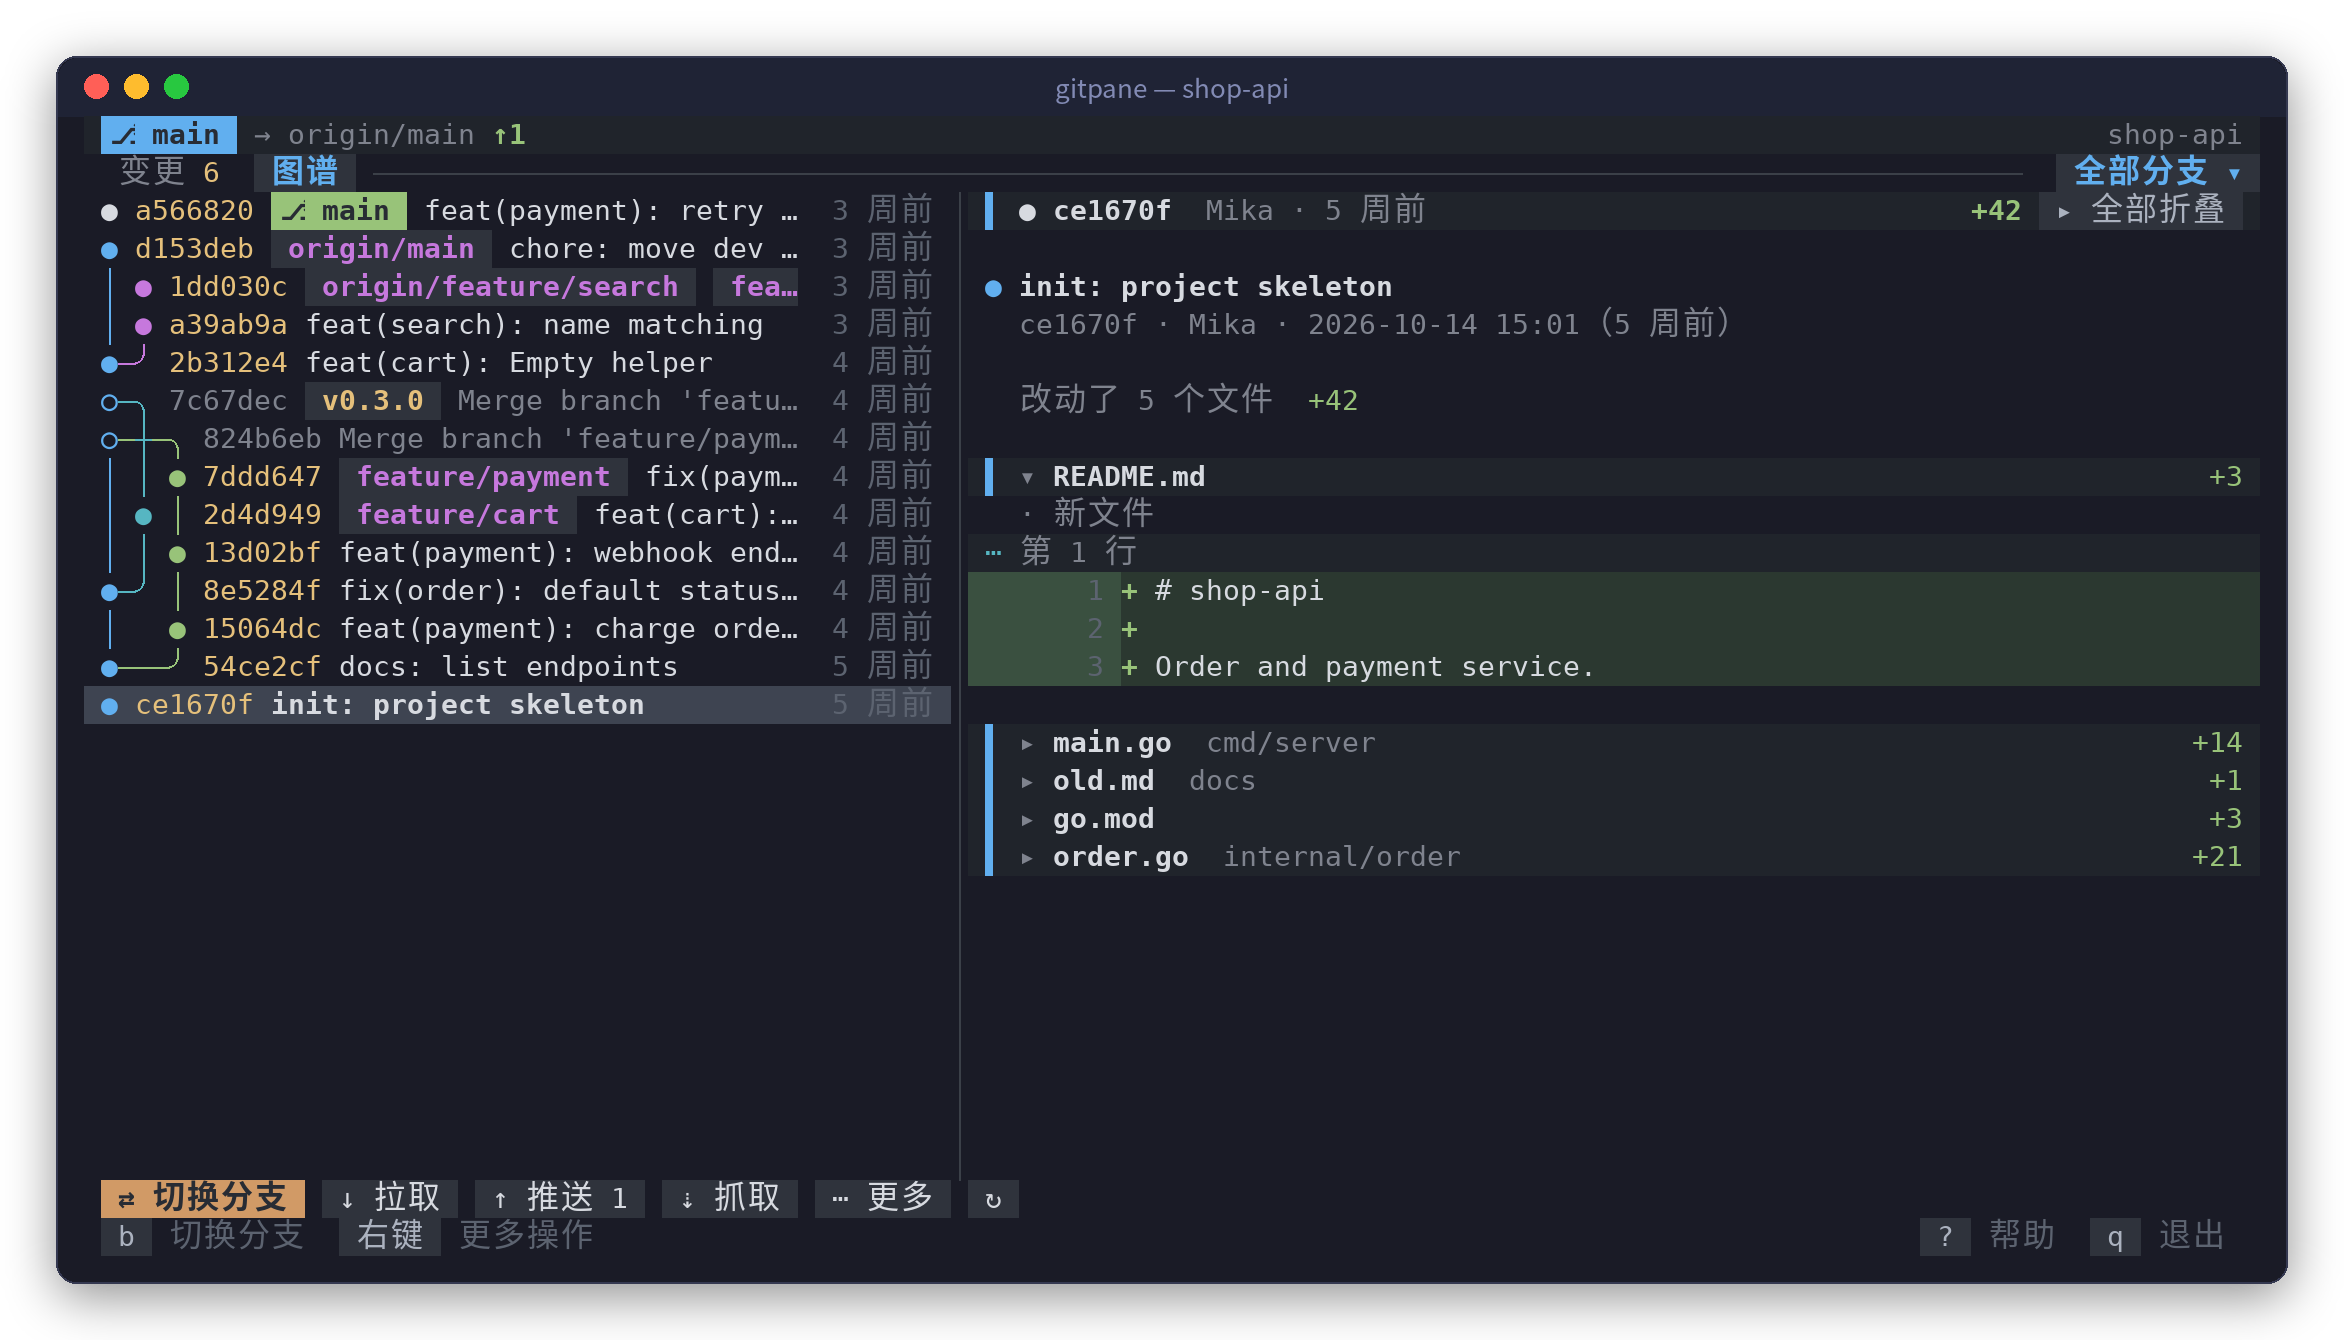 gitpane — shop-api
⎇ main → origin/main ↑1 shop-api
变更 6 图谱 全部分支 ▾
● a566820 ⎇ main feat(payment): retry … 3 周前
● d153deb origin/main chore: move dev … 3 周前
● 1dd030c origin/feature/search fea… 3 周前
● a39ab9a feat(search): name matching 3 周前
● 2b312e4 feat(cart): Empty helper 4 周前
○ 7c67dec v0.3.0 Merge branch 'featu… 4 周前
○ 824b6eb Merge branch 'feature/paym… 4 周前
● 7ddd647 feature/payment fix(paym… 4 周前
● 2d4d949 feature/cart feat(cart):… 4 周前
● 13d02bf feat(payment): webhook end… 4 周前
● 8e5284f fix(order): default status… 4 周前
● 15064dc feat(payment): charge orde… 4 周前
● 54ce2cf docs: list endpoints 5 周前
● ce1670f init: project skeleton 5 周前
● ce1670f Mika · 5 周前 +42 ▸ 全部折叠
● init: project skeleton
ce1670f · Mika · 2026-10-14 15:01（5 周前）
改动了 5 个文件 +42
▾ README.md +3
· 新文件
⋯ 第 1 行
1 + # shop-api
2 +
3 + Order and payment service.
▸ main.go cmd/server +14
▸ old.md docs +1
▸ go.mod +3
▸ order.go internal/order +21
⇄ 切换分支 ↓ 拉取 ↑ 推送 1 ⇣ 抓取 ⋯ 更多 ↻
b 切换分支 右键 更多操作 ? 帮助 q 退出